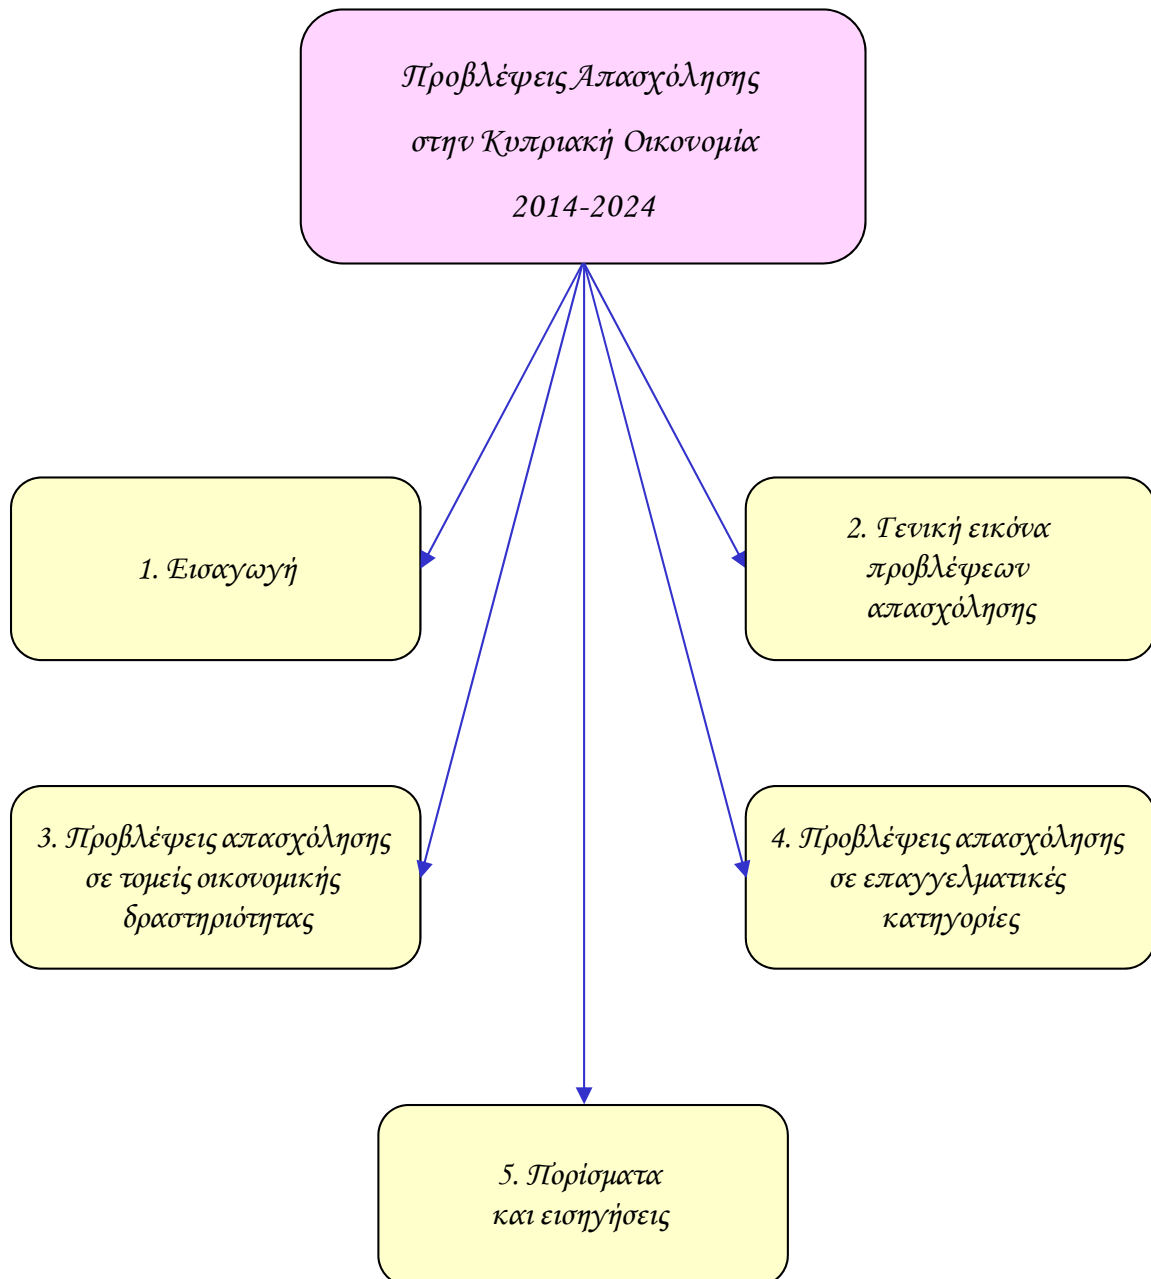 Προβλέψεις Απασχόλησης
στην Κυπριακή Οικονομία
2014-2024
1. Εισαγωγή
2. Γενική εικόνα
προβλέψεων
απασχόλησης
3. Προβλέψεις απασχόλησης
σε τομείς οικονομικής
δραστηριότητας
4. Προβλέψεις απασχόλησης
σε επαγγελματικές
κατηγορίες
5. Πορίσματα
και εισηγήσεις